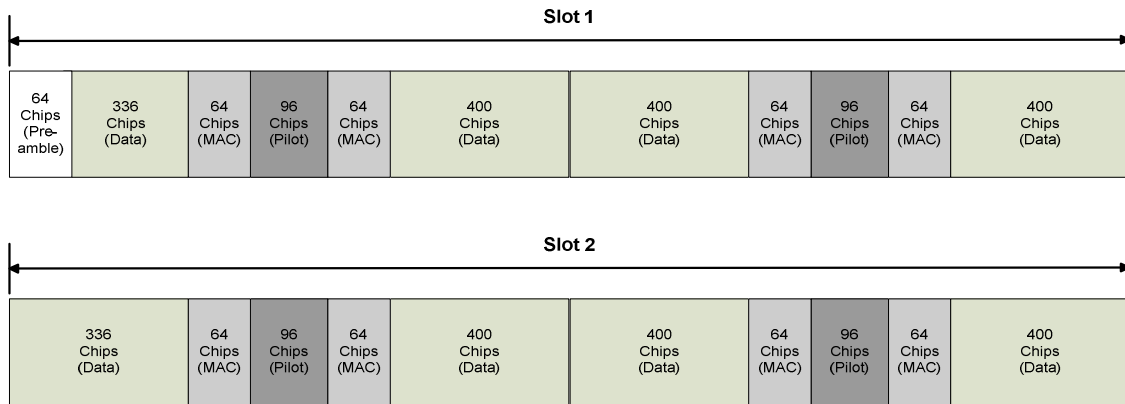 Slot 1
64
Chips
(Pre-
amble)
336
Chips
(Data)
64
Chips
(MAC)
96
Chips
(Pilot)
64
Chips
(MAC)
400
Chips
(Data)
400
Chips
(Data)
64
Chips
(MAC)
96
Chips
(Pilot)
64
Chips
(MAC)
400
Chips
(Data)
Slot 2
336
Chips
(Data)
64
Chips
(MAC)
96
Chips
(Pilot)
64
Chips
(MAC)
400
Chips
(Data)
400
Chips
(Data)
64
Chips
(MAC)
96
Chips
(Pilot)
64
Chips
(MAC)
400
Chips
(Data)